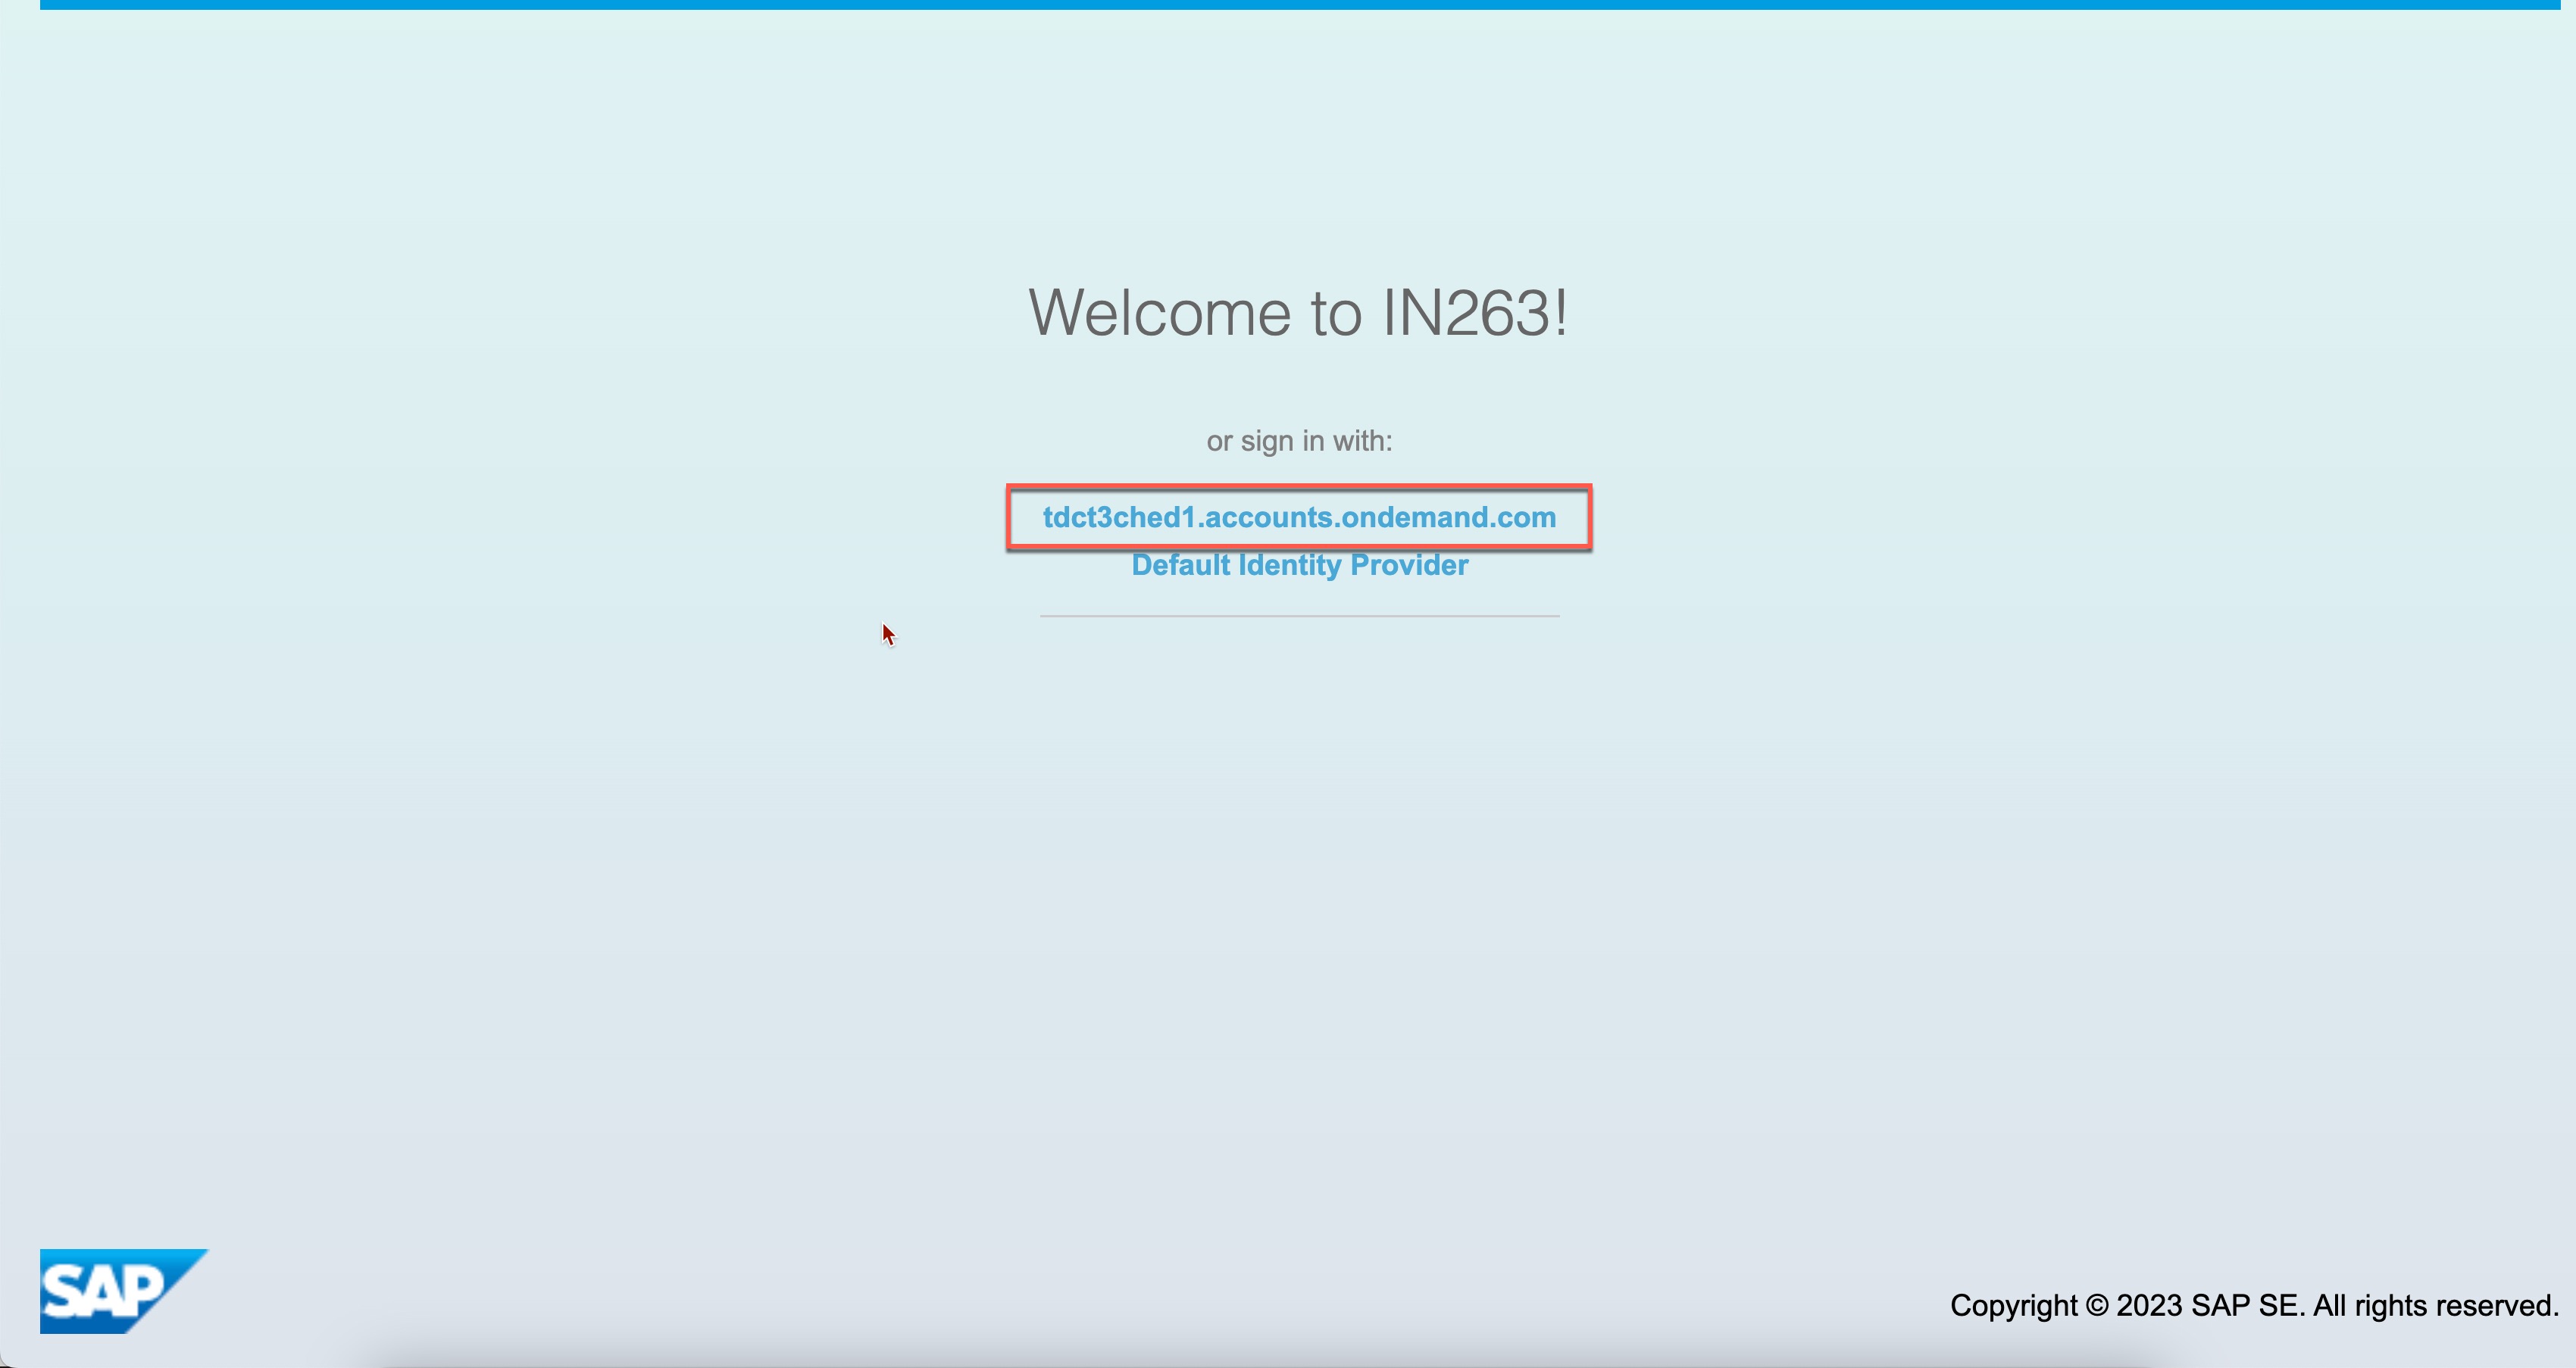 Welcome to IN263!
or sign in with:
tdct3ched1.accounts.ondemand.com
Default Identity Provider
SAP
Copyright © 2023 SAP SE. All rights reserved.